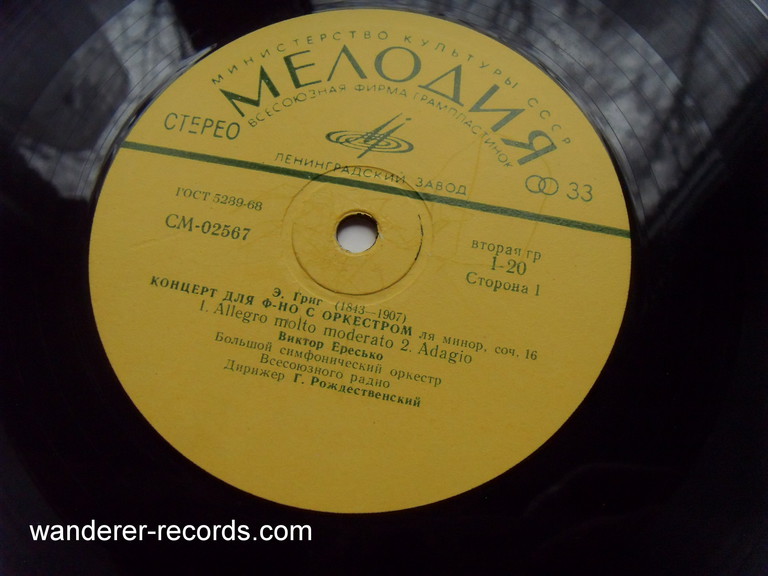 МИНИСТЕРСТВО КУЛЬТУРЫ СССР
МЕЛОДИЯ
ВСЕСОЮЗНАЯ ФИРМА ГРАМПЛАСТИНОК
СТЕРЕО
ЛЕНИНГРАДСКИЙ ЗАВОД
33
ГОСТ 5289-68
СМ-02567
вторая гр
1-20
Сторона 1
Э. Григ (1843—1907)
КОНЦЕРТ ДЛЯ Ф-НО С ОРКЕСТРОМ ля минор, соч. 16
1. Allegro molto moderato 2. Adagio
Виктор Ересько
Большой симфонический оркестр
Всесоюзного радио
Дирижер Г. Рождественский
wanderer-records.com